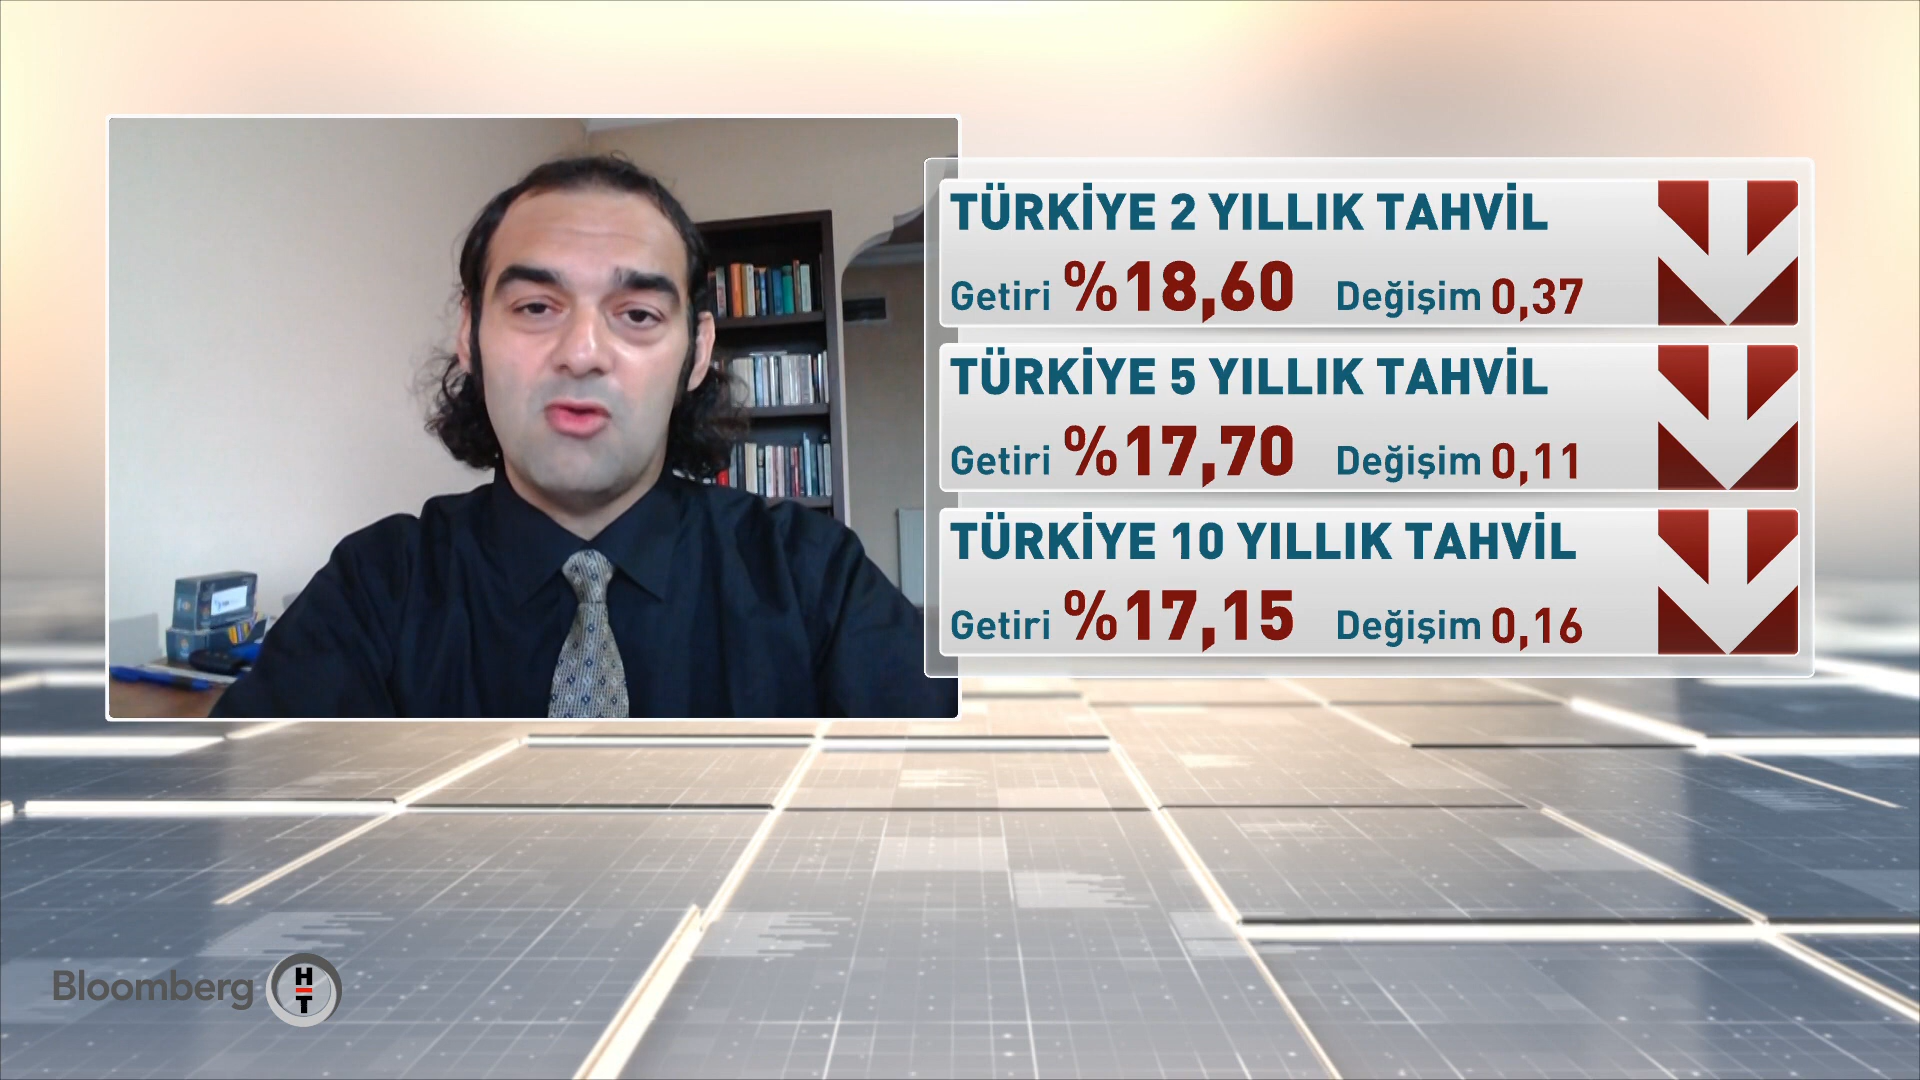 TÜRKİYE 2 YILLIK TAHVİL
Getiri %18,60 Değişim 0,37
TÜRKİYE 5 YILLIK TAHVİL
Getiri %17,70 Değişim 0,11
TÜRKİYE 10 YILLIK TAHVİL
Getiri %17,15 Değişim 0,16
Bloomberg HT